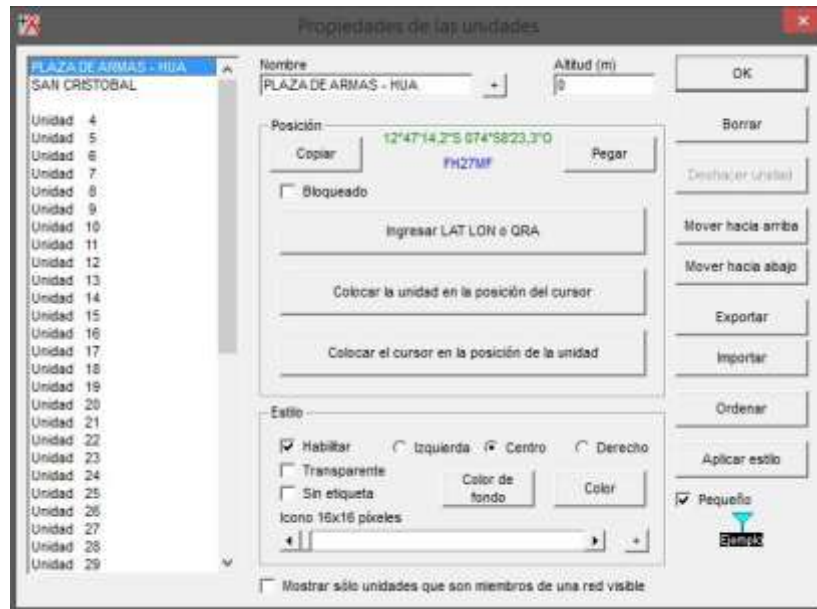 Propiedades de las unidades
PLAZA DE ARMAS - HUA
SAN CRISTOBAL
Unidad 4
Unidad 5
Unidad 6
Unidad 7
Unidad 8
Unidad 9
Unidad 10
Unidad 11
Unidad 12
Unidad 13
Unidad 14
Unidad 15
Unidad 16
Unidad 17
Unidad 18
Unidad 19
Unidad 20
Unidad 21
Unidad 22
Unidad 23
Unidad 24
Unidad 25
Unidad 26
Unidad 27
Unidad 28
Unidad 29
Nombre
PLAZA DE ARMAS - HUA
+
Altitud (m)
0
Posición
Copiar
12°47'14,2"S 074°58'23,3"O
FH27MF
Pegar
Bloqueado
Ingresar LAT LON o QRA
Colocar la unidad en la posición del cursor
Colocar el cursor en la posición de la unidad
Estilo
Habilitar
Izquierda
Centro
Derecho
Transparente
Sin etiqueta
Color de fondo
Color
Icono 16x16 píxeles
+
Mostrar sólo unidades que son miembros de una red visible
OK
Borrar
Deshacer unidad
Mover hacia arriba
Mover hacia abajo
Exportar
Importar
Ordenar
Aplicar estilo
Pequeño
Ejemplo